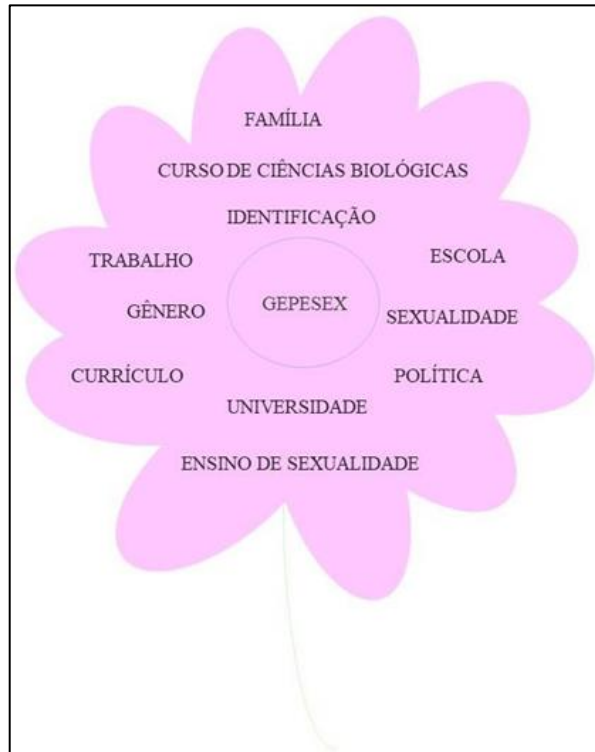 FAMÍLIA
CURSO DE CIÊNCIAS BIOLÓGICAS
IDENTIFICAÇÃO
TRABALHO
ESCOLA
GÊNERO
GEPESEX
SEXUALIDADE
CURRÍCULO
POLÍTICA
UNIVERSIDADE
ENSINO DE SEXUALIDADE